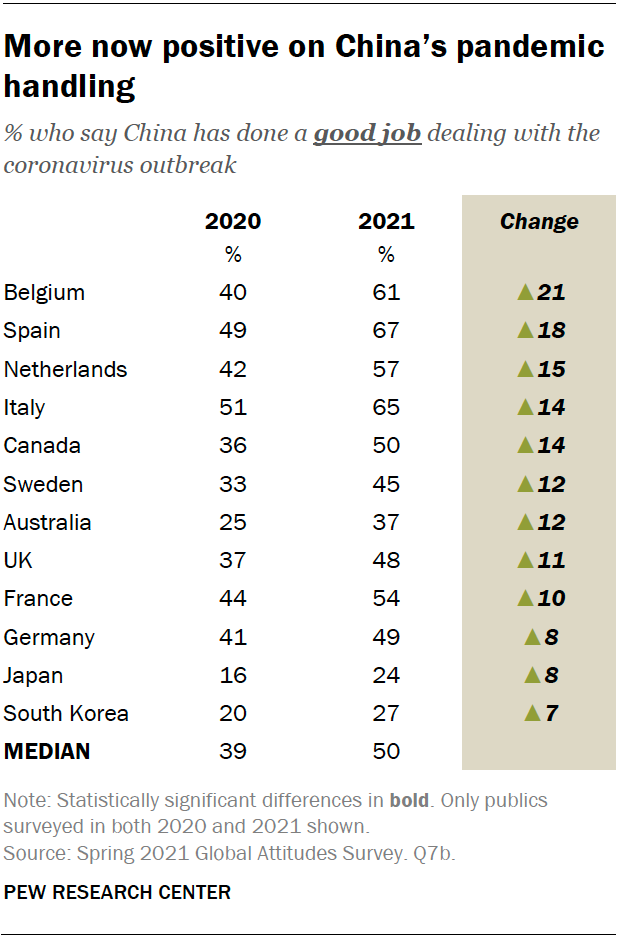 More now positive on China’s pandemic
handling
% who say China has done a good job dealing with the
coronavirus outbreak
2020 2021 Change
% %
Belgium 40 61 ▲21
Spain 49 67 ▲18
Netherlands 42 57 ▲15
Italy 51 65 ▲14
Canada 36 50 ▲14
Sweden 33 45 ▲12
Australia 25 37 ▲12
UK 37 48 ▲11
France 44 54 ▲10
Germany 41 49 ▲8
Japan 16 24 ▲8
South Korea 20 27 ▲7
MEDIAN 39 50
Note: Statistically significant differences in bold. Only publics
surveyed in both 2020 and 2021 shown.
Source: Spring 2021 Global Attitudes Survey. Q7b.
PEW RESEARCH CENTER